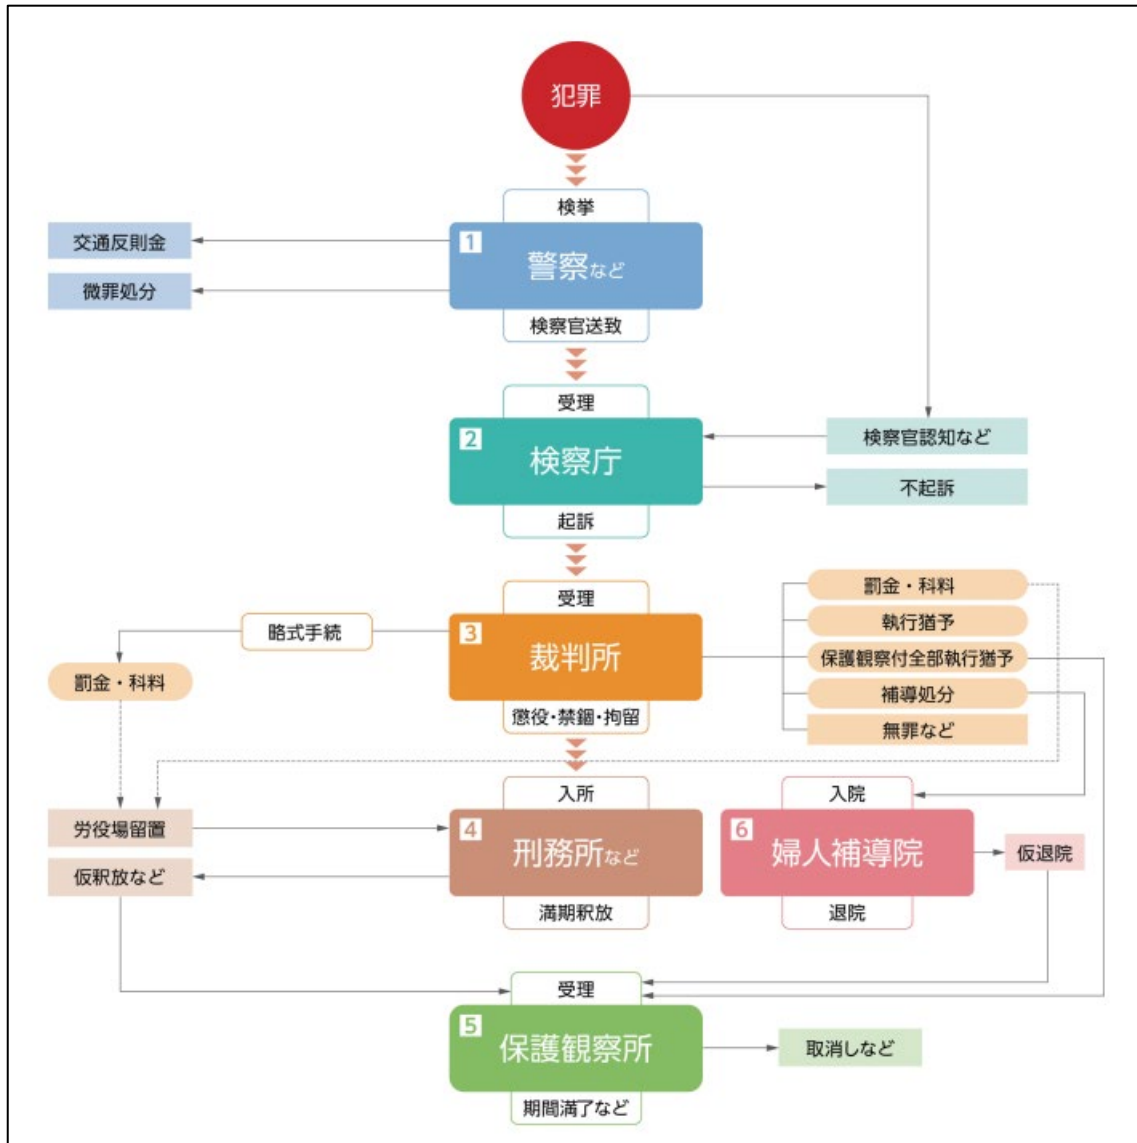 犯罪
検挙
1
警察など
検察官送致
交通反則金
微罪処分
受理
2
検察庁
起訴
検察官認知など
不起訴
受理
3
裁判所
懲役・禁錮・拘留
略式手続
罰金・科料
罰金・科料
執行猶予
保護観察付全部執行猶予
補導処分
無罪など
入所
4
刑務所など
満期釈放
労役場留置
仮釈放など
入院
6
婦人補導院
退院
仮退院
受理
5
保護観察所
期間満了など
取消しなど